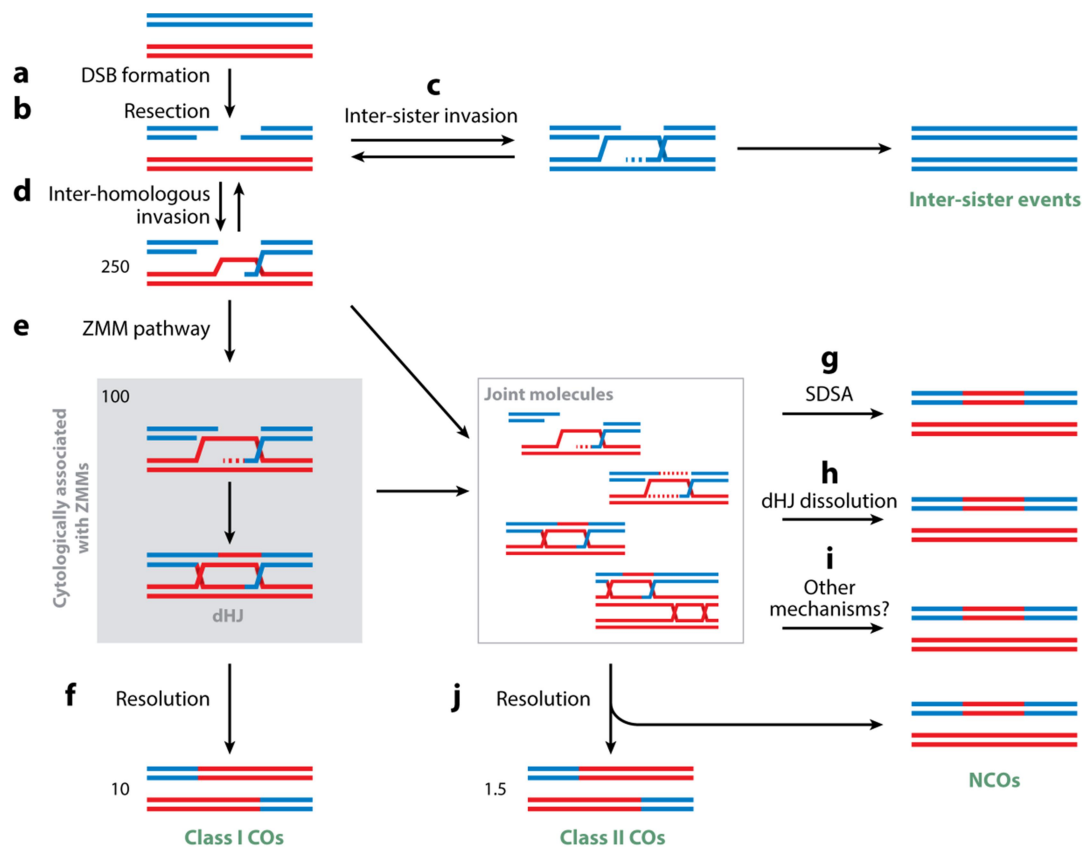 a
DSB formation
b
Resection
c
Inter-sister invasion
Inter-sister events
d
Inter-homologous
invasion
250
e
ZMM pathway
100
Cytologically associated
with ZMMs
dHJ
Joint molecules
g
SDSA
h
dHJ dissolution
i
Other
mechanisms?
f
Resolution
10
Class I COs
j
Resolution
1.5
Class II COs
NCOs